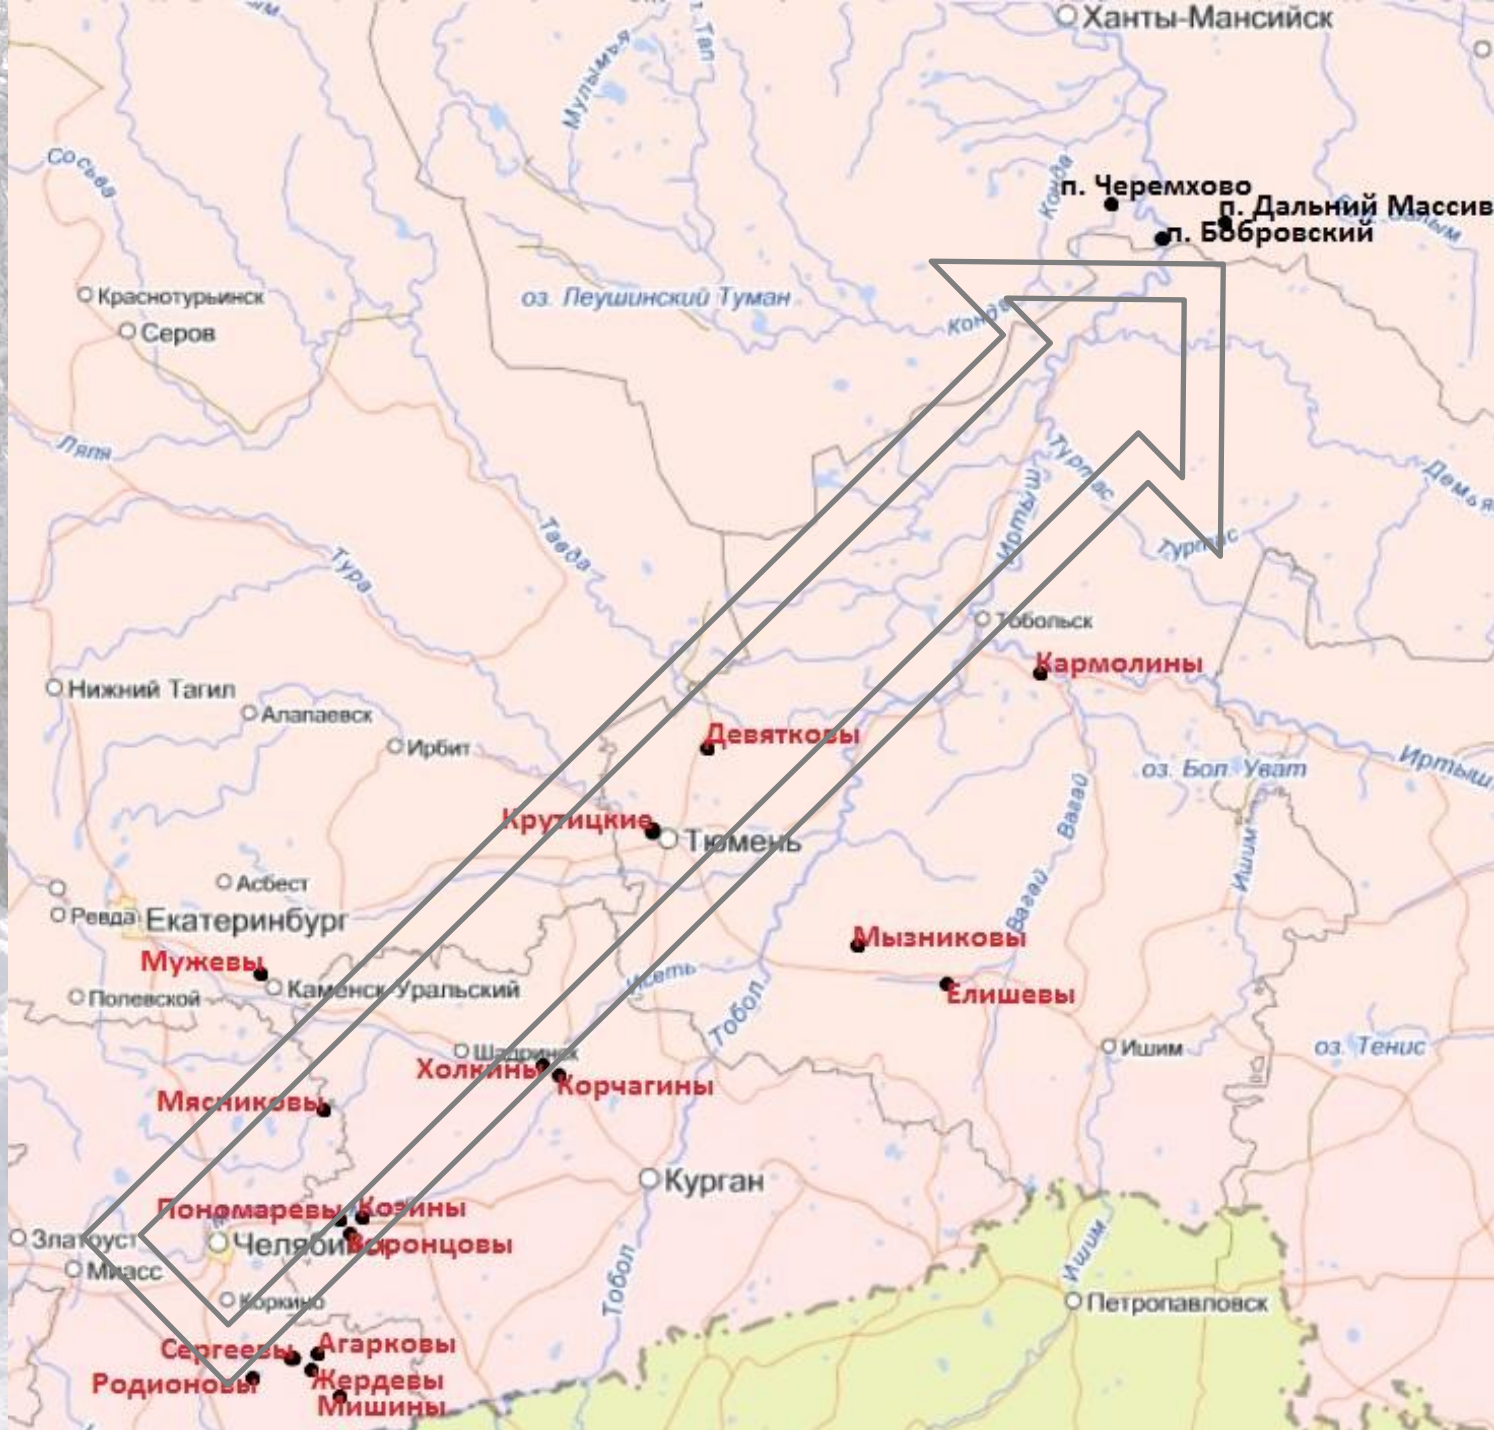 Ханты-Мансийск
Мулымья
Тап
Сосьва
Конда
п. Черемхово
п. Дальний Массив
п. Бобровский
Краснотурьинск
Серов
оз. Леушинский Туман
Конда
Ляля
Туртас
Демья
Иртыш
Тавда
Туртас
Тура
Тобольск
Кармолины
Нижний Тагил
Алапаевск
Ирбит
Девятковы
оз. Бол. Уват
Иртыш
Крутицкие
Тюмень
Вагай
Ишим
Асбест
Ревда
Екатеринбург
Вагай
Мызниковы
Мужевы
Каменск-Уральский
Исеть
Полевской
Тобол
Елишевы
Шадринск
Холкины
Корчагины
Ишим
оз. Тенис
Мясниковы
Курган
Пономаревы
Козины
Златоуст
Челябинск
Воронцовы
Миасс
Тобол
Ишим
Коркино
Петропавловск
Сергеевы
Агарковы
Родионовы
Жердевы
Мишины